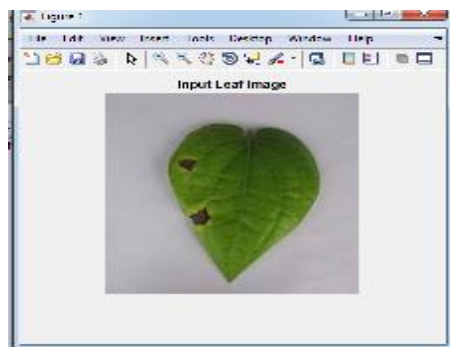 Figure 1
File Edit View Insert Tools Desktop Window Help
Input Leaf Image